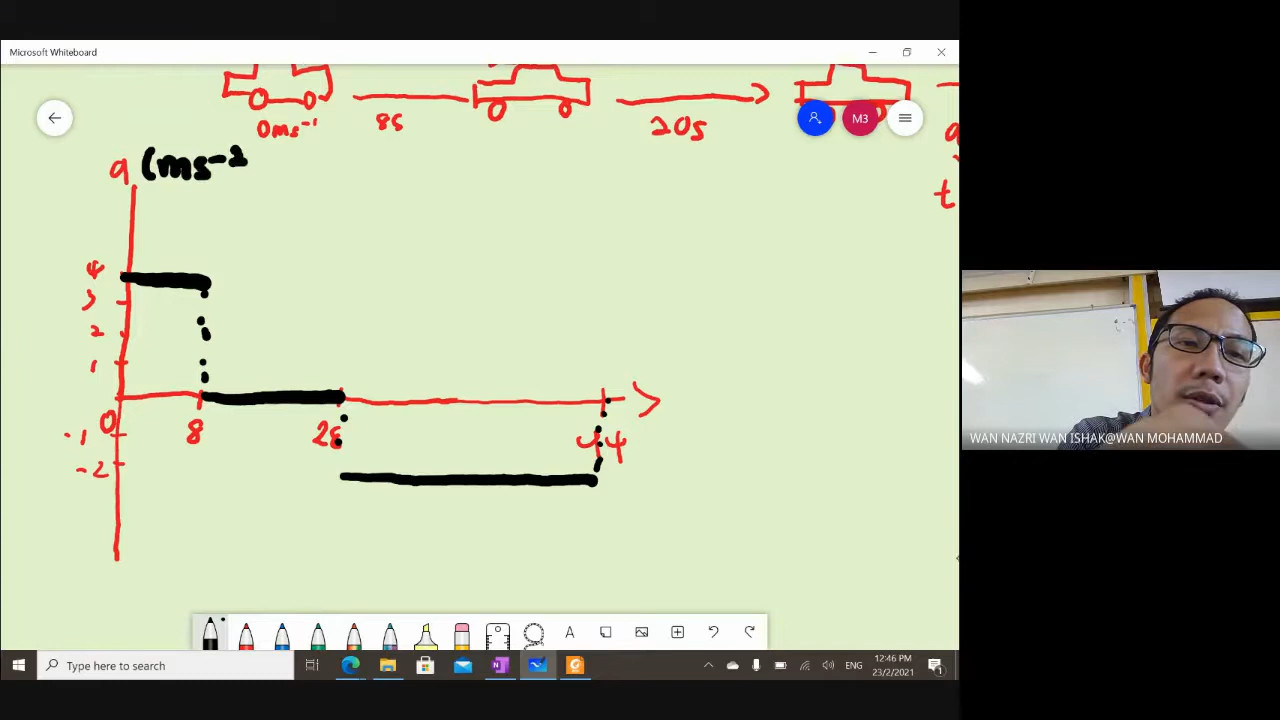 Microsoft Whiteboard
0ms⁻¹
8s
20s
M3
a (ms⁻²
t
4
3
2
1
0
-1
-2
8
28
44
WAN NAZRI WAN ISHAK@WAN MOHAMMAD
A
Type here to search
ENG
12:46 PM
23/2/2021
1